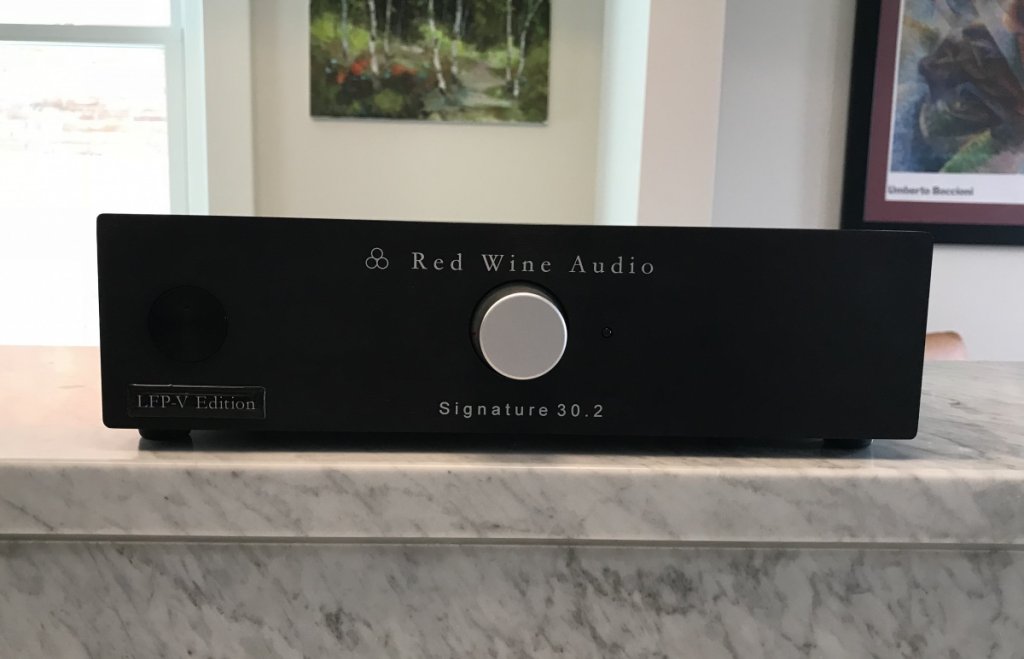 Umberto Boccioni
Red Wine Audio
LFP-V Edition
Signature 30.2